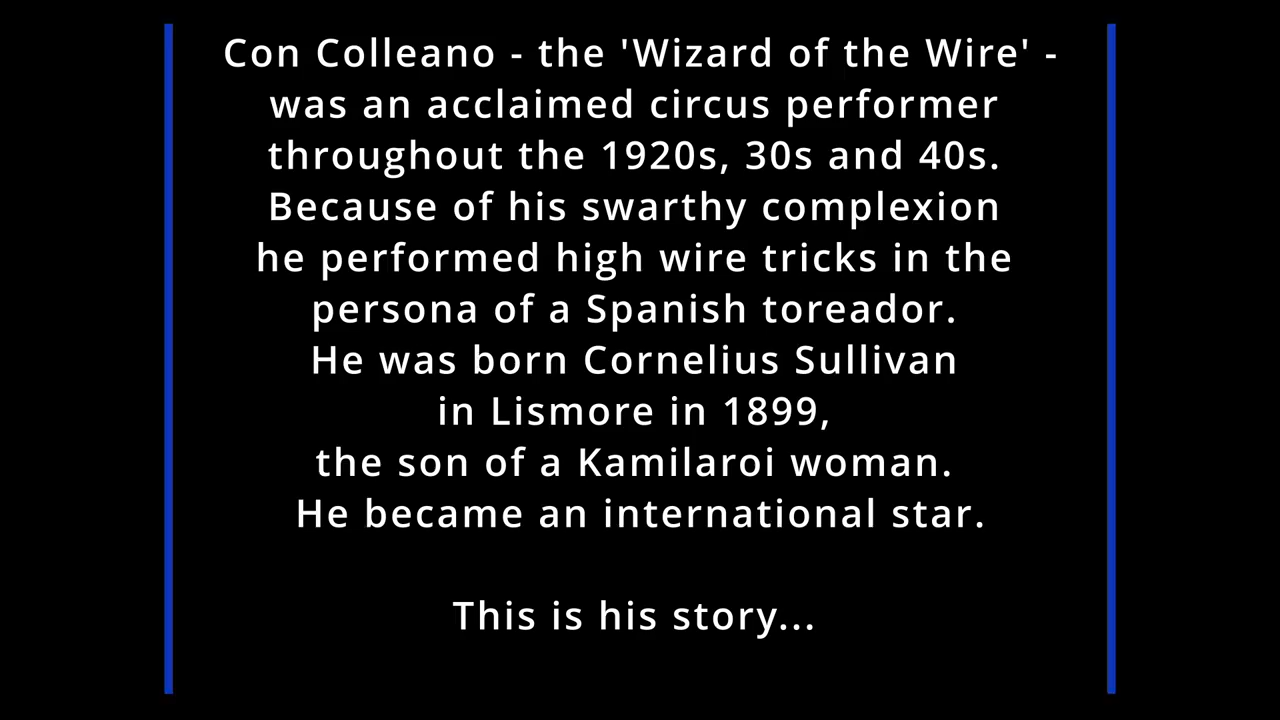 Con Colleano - the 'Wizard of the Wire' -
was an acclaimed circus performer
throughout the 1920s, 30s and 40s.
Because of his swarthy complexion
he performed high wire tricks in the
persona of a Spanish toreador.
He was born Cornelius Sullivan
in Lismore in 1899,
the son of a Kamilaroi woman.
He became an international star.
This is his story...